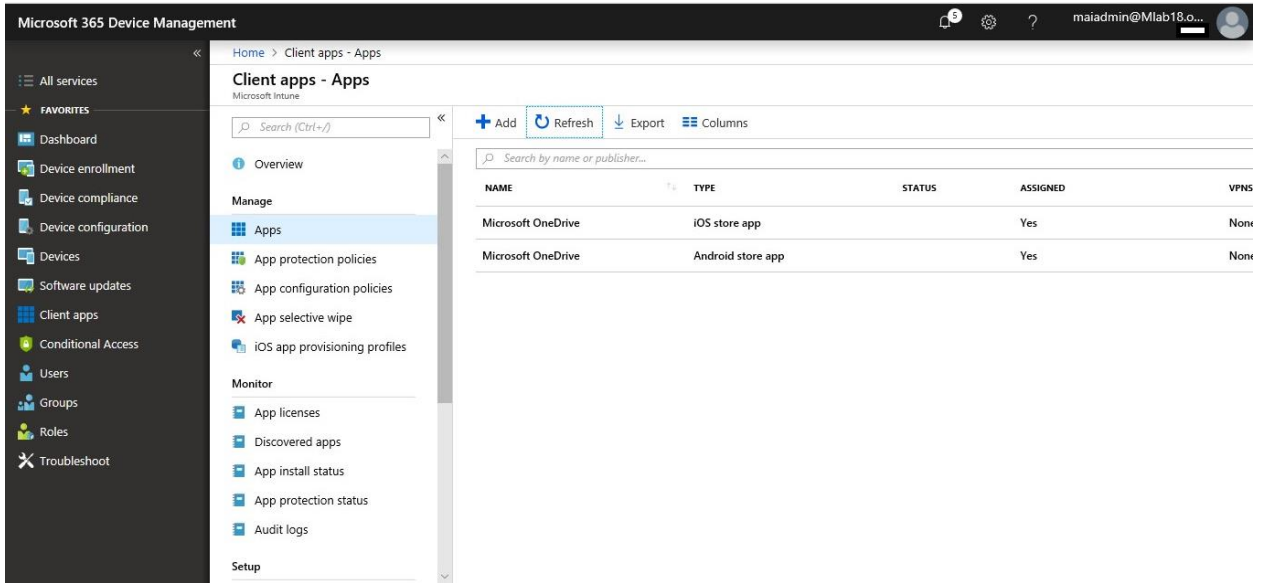 Microsoft 365 Device Management
5
?
maiadmin@Mlab18.o...
«
All services
FAVORITES
Dashboard
Device enrollment
Device compliance
Device configuration
Devices
Software updates
Client apps
Conditional Access
Users
Groups
Roles
Troubleshoot
Home > Client apps - Apps
Client apps - Apps
Microsoft Intune
Search (Ctrl+/)
«
Overview
Manage
Apps
App protection policies
App configuration policies
App selective wipe
iOS app provisioning profiles
Monitor
App licenses
Discovered apps
App install status
App protection status
Audit logs
Setup
Add Refresh Export Columns
Search by name or publisher...
NAME TYPE STATUS ASSIGNED VPNS
Microsoft OneDrive iOS store app Yes None
Microsoft OneDrive Android store app Yes None